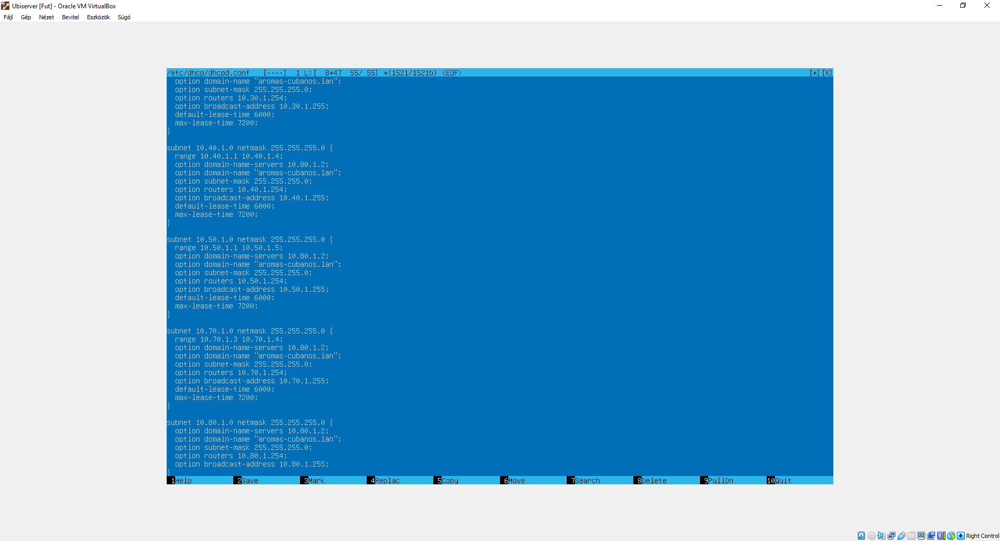 Ubiserver [Fut] - Oracle VM VirtualBox
Fájl Gép Nézet Bevitel Eszközök Súgó
/etc/dhcp/dhcpd.conf [----] 1 L:[ 8+47 55/ 55] *(1521/1521b) <EOF> [*][X]
option domain-name "aromas-cubanos.lan";
option subnet-mask 255.255.255.0;
option routers 10.30.1.254;
option broadcast-address 10.30.1.255;
default-lease-time 6000;
max-lease-time 7200;
}
subnet 10.40.1.0 netmask 255.255.255.0 {
range 10.40.1.1 10.40.1.4;
option domain-name-servers 10.80.1.2;
option domain-name "aromas-cubanos.lan";
option subnet-mask 255.255.255.0;
option routers 10.40.1.254;
option broadcast-address 10.40.1.255;
default-lease-time 6000;
max-lease-time 7200;
}
subnet 10.50.1.0 netmask 255.255.255.0 {
range 10.50.1.1 10.50.1.5;
option domain-name-servers 10.80.1.2;
option domain-name "aromas-cubanos.lan";
option subnet-mask 255.255.255.0;
option routers 10.50.1.254;
option broadcast-address 10.50.1.255;
default-lease-time 6000;
max-lease-time 7200;
}
subnet 10.70.1.0 netmask 255.255.255.0 {
range 10.70.1.3 10.70.1.4;
option domain-name-servers 10.80.1.2;
option domain-name "aromas-cubanos.lan";
option subnet-mask 255.255.255.0;
option routers 10.70.1.254;
option broadcast-address 10.70.1.255;
default-lease-time 6000;
max-lease-time 7200;
}
subnet 10.80.1.0 netmask 255.255.255.0 {
option domain-name-servers 10.80.1.2;
option domain-name "aromas-cubanos.lan";
option subnet-mask 255.255.255.0;
option routers 10.80.1.254;
option broadcast-address 10.80.1.255;
}
1Help 2Save 3Mark 4Replac 5Copy 6Move 7Search 8Delete 9PullDn 10Quit
Right Control